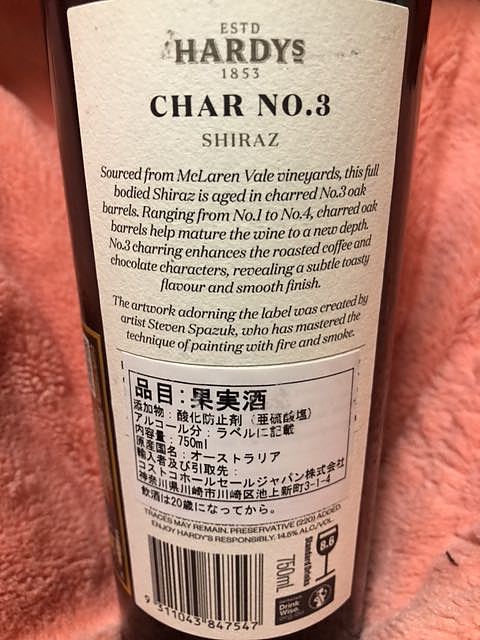 ESTD
HARDYS
1853
CHAR NO.3
SHIRAZ
Sourced from McLaren Vale vineyards, this full
bodied Shiraz is aged in charred No.3 oak
barrels. Ranging from No.1 to No.4, charred oak
barrels help mature the wine to a new depth.
No.3 charring enhances the roasted coffee and
chocolate characters, revealing a subtle toasty
flavour and smooth finish.
The artwork adorning the label was created by
artist Steven Spazuk, who has mastered the
technique of painting with fire and smoke.
品目:果実酒
添加物:酸化防止剤(亜硫酸塩)
アルコール分:ラベルに記載
内容量:750ml
原産国名:オーストラリア
輸入者及び引取先:
コストコホールセールジャパン株式会社
神奈川県川崎市川崎区池上新町3-1-4
飲酒は20歳になってから。
TRACES MAY REMAIN. PRESERVATIVE (220) ADDED.
ENJOY HARDY'S RESPONSIBLY. 14.5% ALC/VOL.
8.6
Standard Drinks
750mL
Drink
Wise
9 311043 847547